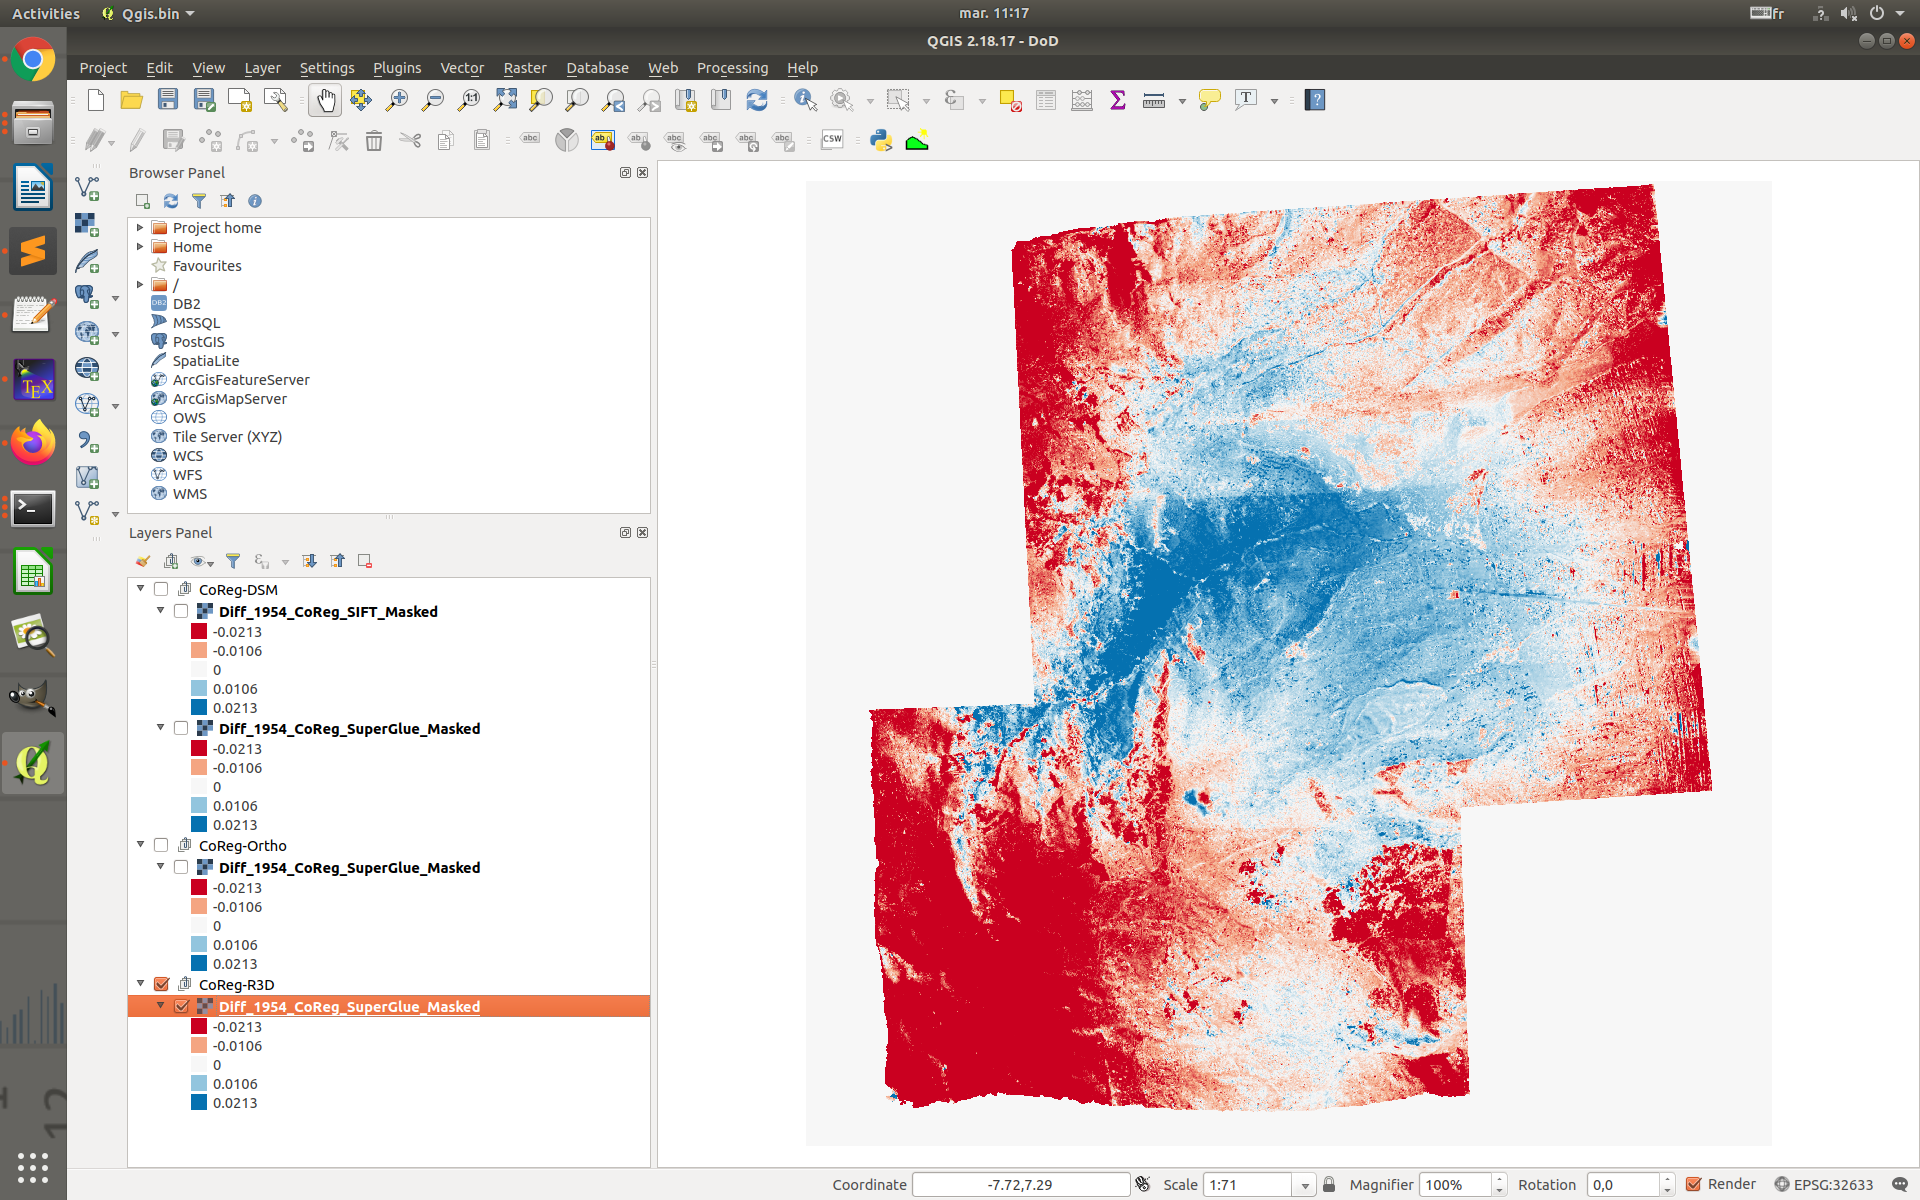 Activities Qgis.bin mar. 11:17 fr
QGIS 2.18.17 - DoD
Project Edit View Layer Settings Plugins Vector Raster Database Web Processing Help
Browser Panel
Project home
Home
Favourites
/
DB2
MSSQL
PostGIS
SpatiaLite
ArcGisFeatureServer
ArcGisMapServer
OWS
Tile Server (XYZ)
WCS
WFS
WMS
Layers Panel
CoReg-DSM
Diff_1954_CoReg_SIFT_Masked
-0.0213
-0.0106
0
0.0106
0.0213
Diff_1954_CoReg_SuperGlue_Masked
-0.0213
-0.0106
0
0.0106
0.0213
CoReg-Ortho
Diff_1954_CoReg_SuperGlue_Masked
-0.0213
-0.0106
0
0.0106
0.0213
CoReg-R3D
Diff_1954_CoReg_SuperGlue_Masked
-0.0213
-0.0106
0
0.0106
0.0213
Coordinate -7.72,7.29 Scale 1:71 Magnifier 100% Rotation 0,0 Render EPSG:32633